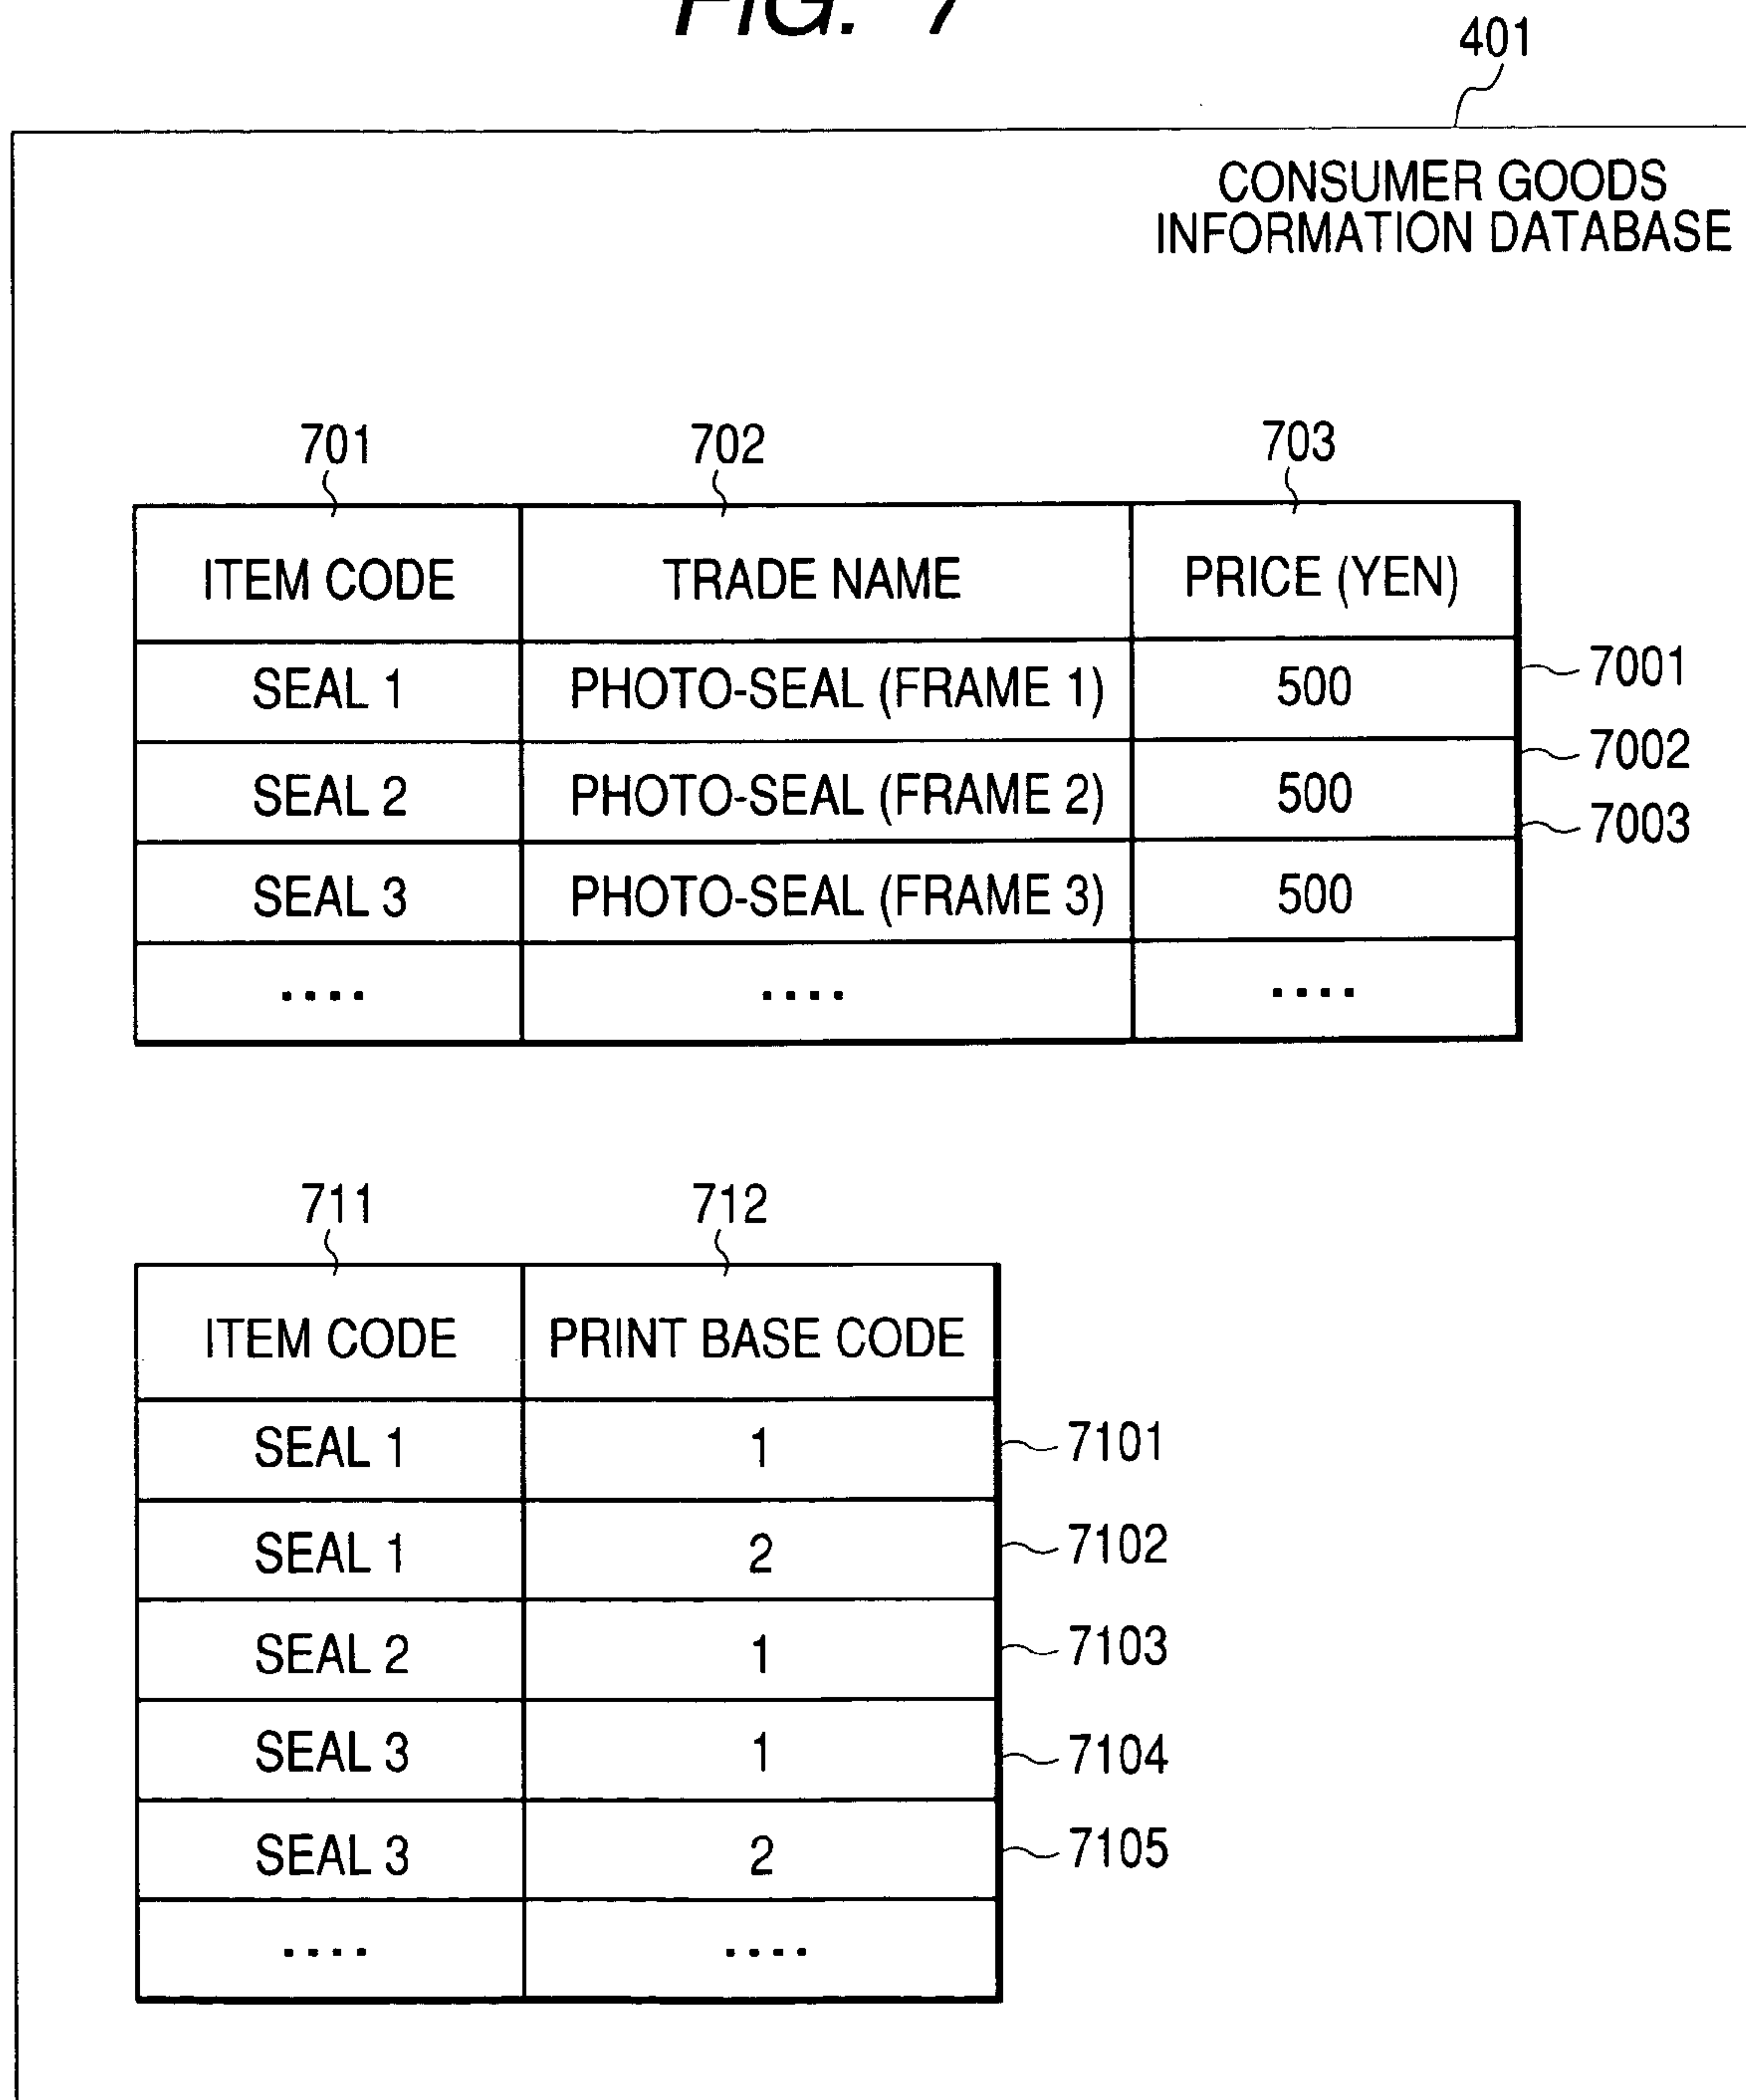 FIG. 7
401
CONSUMER GOODS
INFORMATION DATABASE
701 702 703
ITEM CODE TRADE NAME PRICE (YEN)
SEAL 1 PHOTO-SEAL (FRAME 1) 500 7001
SEAL 2 PHOTO-SEAL (FRAME 2) 500 7002
SEAL 3 PHOTO-SEAL (FRAME 3) 500 7003
.... .... ....
711 712
ITEM CODE PRINT BASE CODE
SEAL 1 1 7101
SEAL 1 2 7102
SEAL 2 1 7103
SEAL 3 1 7104
SEAL 3 2 7105
.... ....